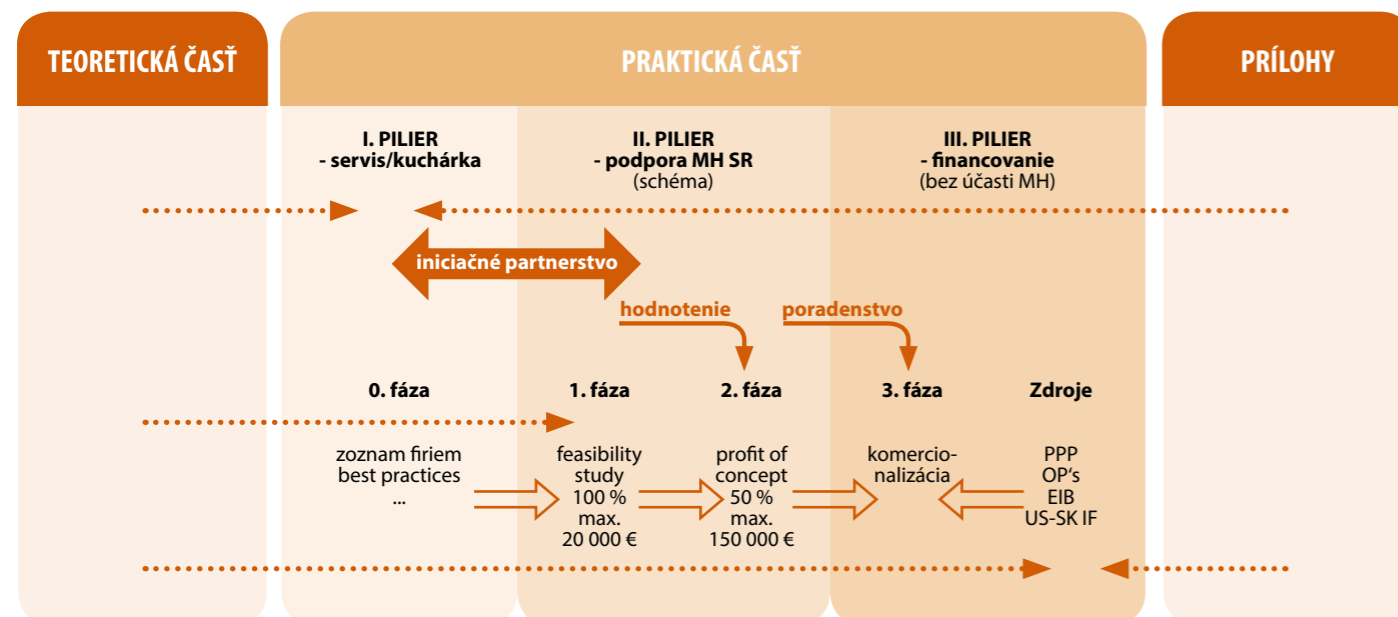 TEORETICKÁ ČASŤ
PRAKTICKÁ ČASŤ
PRÍLOHY
I. PILIER
- servis/kuchárka
II. PILIER
- podpora MH SR
(schéma)
III. PILIER
- financovanie
(bez účasti MH)
iniciačné partnerstvo
hodnotenie
poradenstvo
0. fáza
1. fáza
2. fáza
3. fáza
Zdroje
zoznam firiem
best practices
...
feasibility
study
100 %
max.
20 000 €
profit of
concept
50 %
max.
150 000 €
komercio-
nalizácia
PPP
OP‘s
EIB
US-SK IF